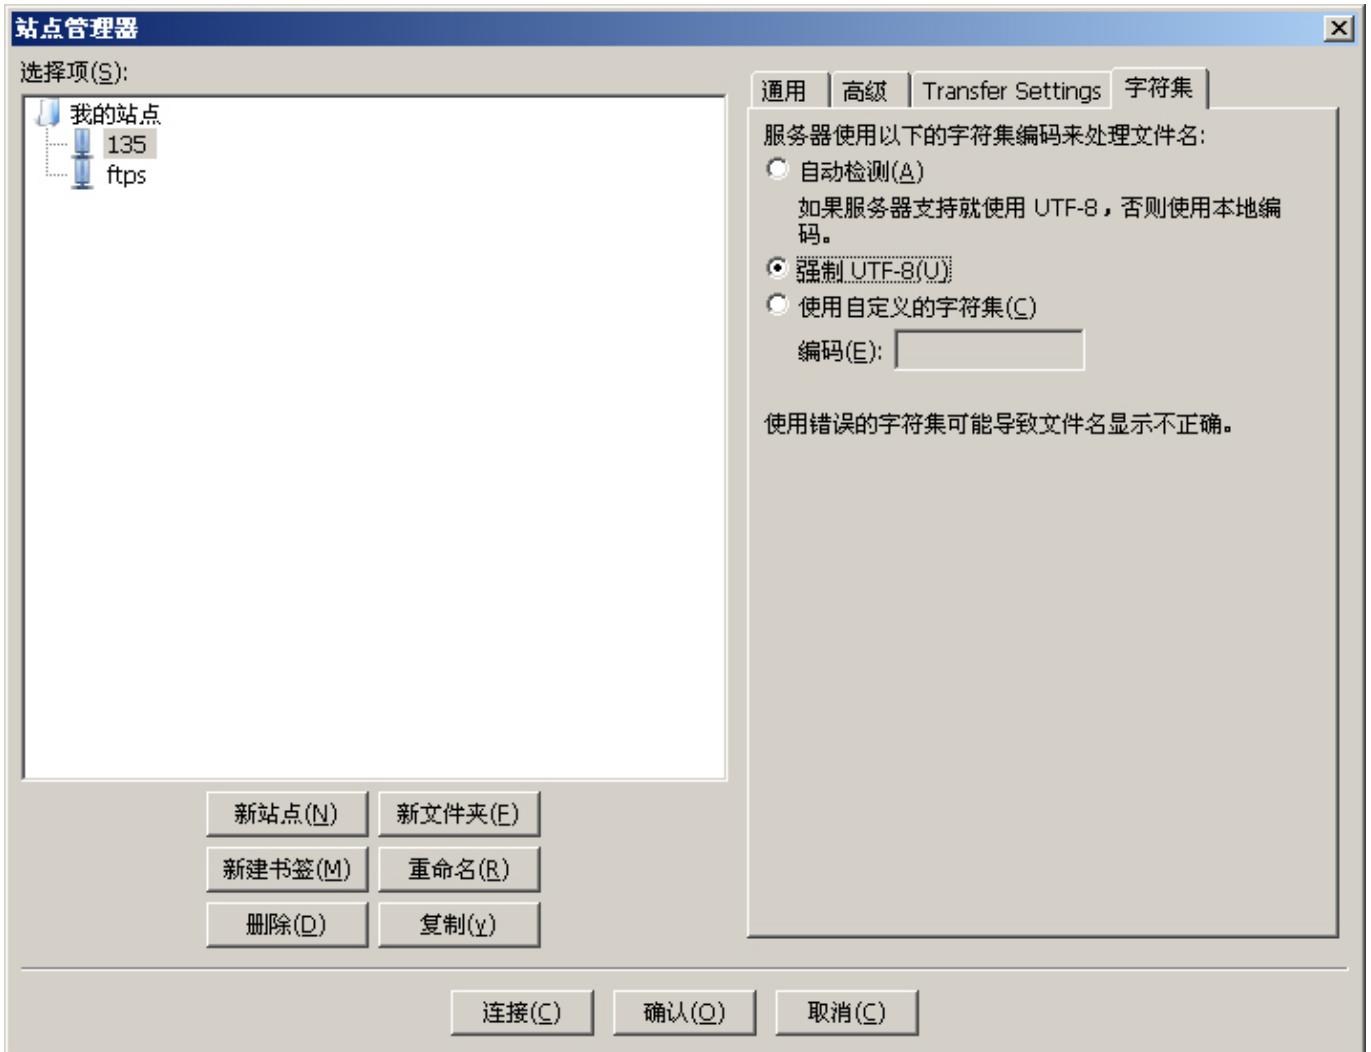 站点管理器
选择项(S):
我的站点
135
ftps
新站点(N)
新文件夹(F)
新建书签(M)
重命名(R)
删除(D)
复制(y)
通用
高级
Transfer Settings
字符集
服务器使用以下的字符集编码来处理文件名:
自动检测(A)
如果服务器支持就使用 UTF-8，否则使用本地编
码。
强制 UTF-8(U)
使用自定义的字符集(C)
编码(E):
使用错误的字符集可能导致文件名显示不正确。
连接(C)
确认(O)
取消(C)